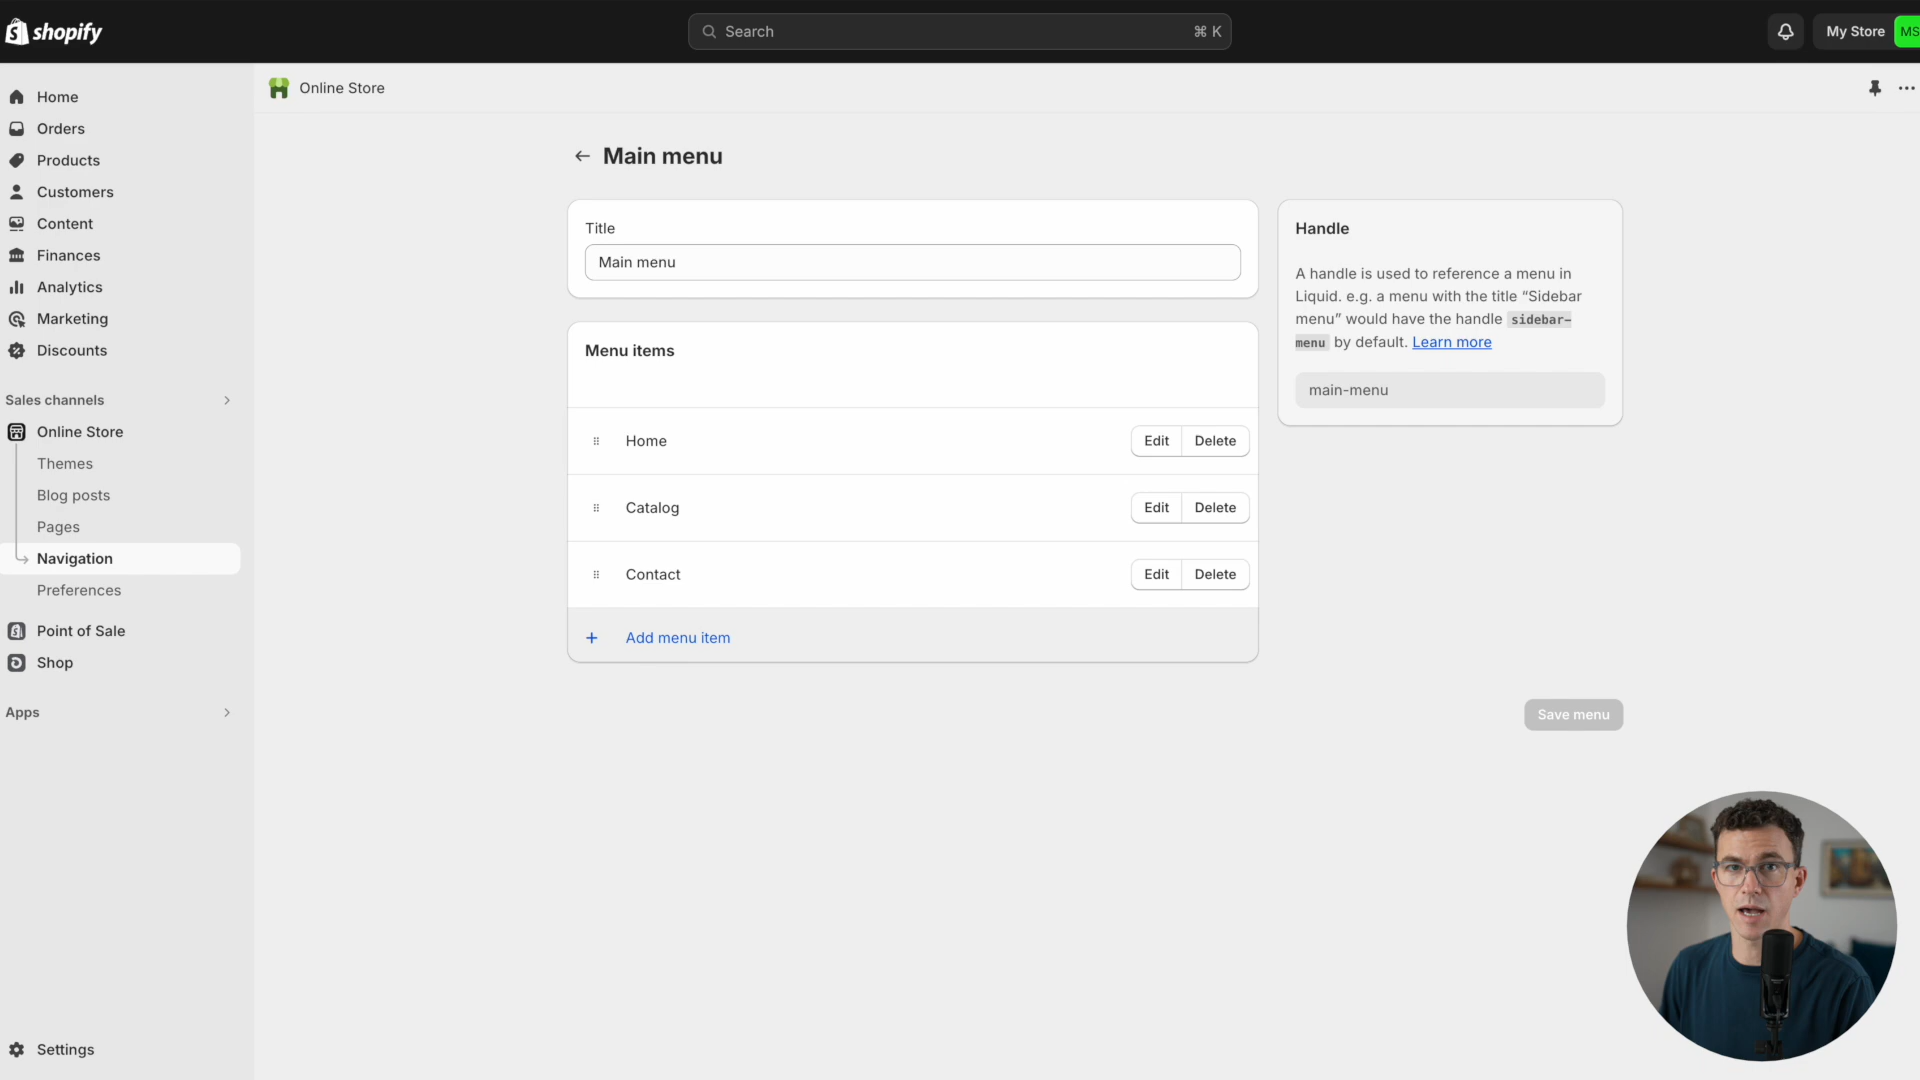 shopify
Search
⌘ K
My Store
MS
Home
Orders
Products
Customers
Content
Finances
Analytics
Marketing
Discounts
Sales channels
Online Store
Themes
Blog posts
Pages
Navigation
Preferences
Point of Sale
Shop
Apps
Settings
Online Store
Main menu
Title
Main menu
Menu items
Home
Edit
Delete
Catalog
Edit
Delete
Contact
Edit
Delete
+ Add menu item
Handle
A handle is used to reference a menu in
Liquid. e.g. a menu with the title “Sidebar
menu” would have the handle sidebar-
menu by default. Learn more
main-menu
Save menu